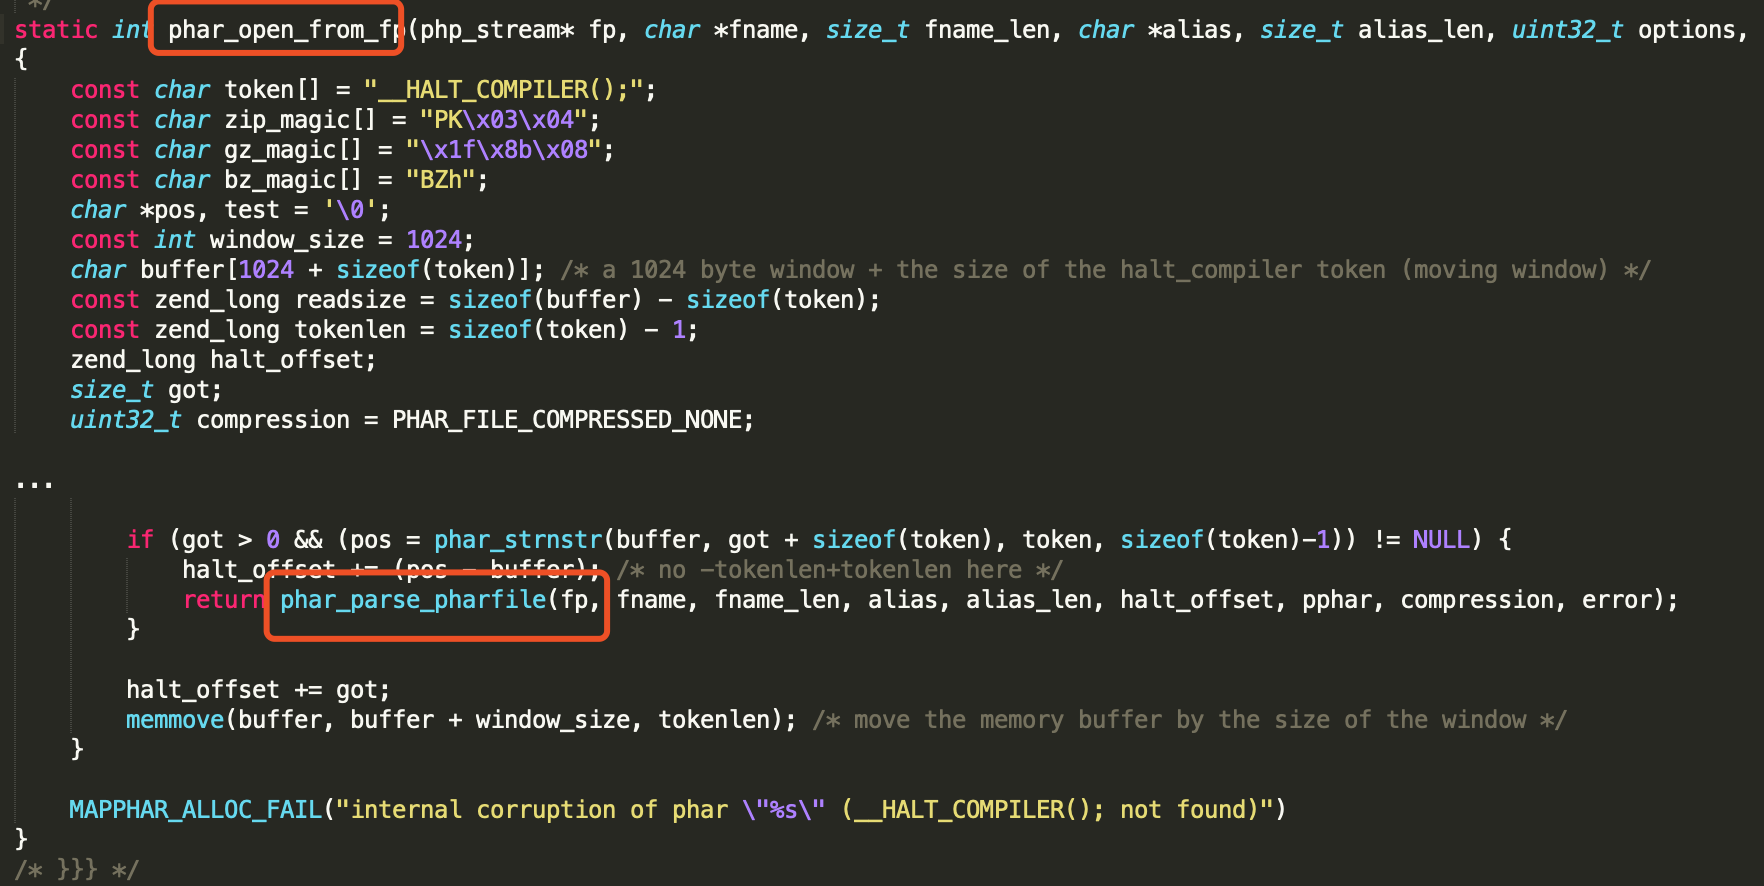 */
static int phar_open_from_fp(php_stream* fp, char *fname, size_t fname_len, char *alias, size_t alias_len, uint32_t options,
{
    const char token[] = "__HALT_COMPILER();";
    const char zip_magic[] = "PK\x03\x04";
    const char gz_magic[] = "\x1f\x8b\x08";
    const char bz_magic[] = "BZh";
    char *pos, test = '\0';
    const int window_size = 1024;
    char buffer[1024 + sizeof(token)]; /* a 1024 byte window + the size of the halt_compiler token (moving window) */
    const zend_long readsize = sizeof(buffer) - sizeof(token);
    const zend_long tokenlen = sizeof(token) - 1;
    zend_long halt_offset;
    size_t got;
    uint32_t compression = PHAR_FILE_COMPRESSED_NONE;
...
        if (got > 0 && (pos = phar_strnstr(buffer, got + sizeof(token), token, sizeof(token)-1)) != NULL) {
            halt_offset += (pos - buffer); /* no -tokenlen+tokenlen here */
            return phar_parse_pharfile(fp, fname, fname_len, alias, alias_len, halt_offset, pphar, compression, error);
        }
        halt_offset += got;
        memmove(buffer, buffer + window_size, tokenlen); /* move the memory buffer by the size of the window */
    }
    MAPPHAR_ALLOC_FAIL("internal corruption of phar \"%s\" (__HALT_COMPILER(); not found)")
}
/* }}} */